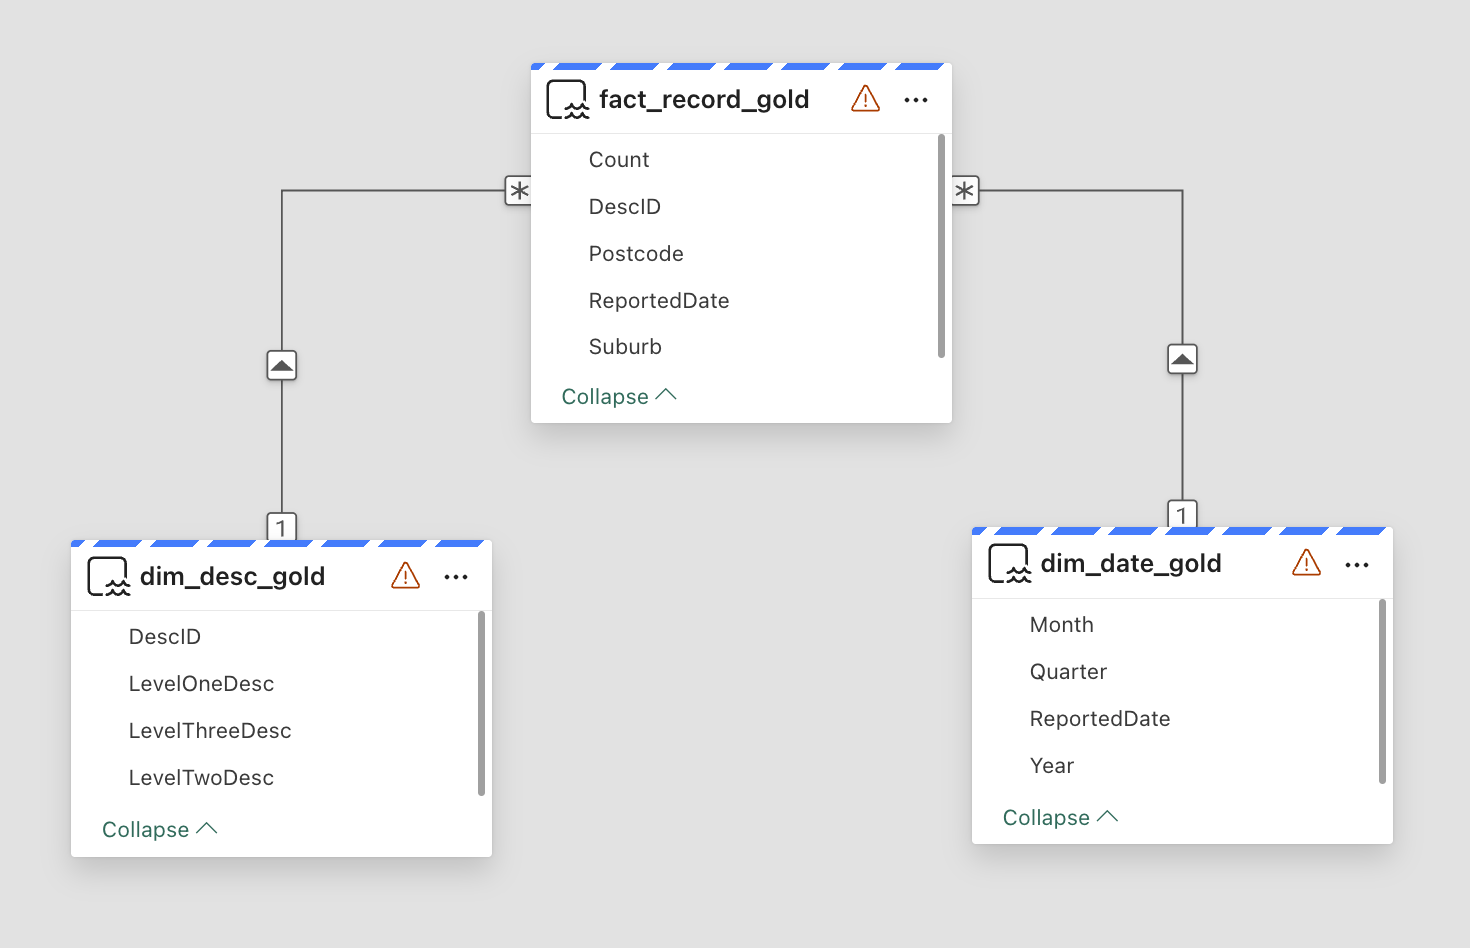 fact_record_gold
Count
DescID
Postcode
ReportedDate
Suburb
Collapse
*
*
1
1
dim_desc_gold
DescID
LevelOneDesc
LevelThreeDesc
LevelTwoDesc
Collapse
dim_date_gold
Month
Quarter
ReportedDate
Year
Collapse